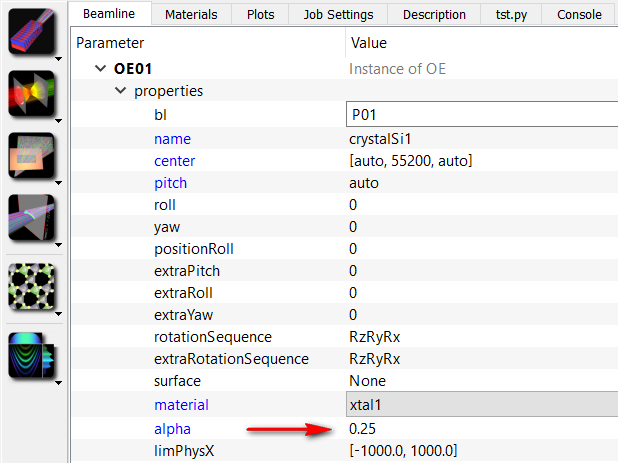 Beamline Materials Plots Job Settings Description tst.py Console
Parameter Value
OE01 Instance of OE
properties
bl P01
name crystalSi1
center [auto, 55200, auto]
pitch auto
roll 0
yaw 0
positionRoll 0
extraPitch 0
extraRoll 0
extraYaw 0
rotationSequence RzRyRx
extraRotationSequence RzRyRx
surface None
material xtal1
alpha 0.25
limPhysX [-1000.0, 1000.0]